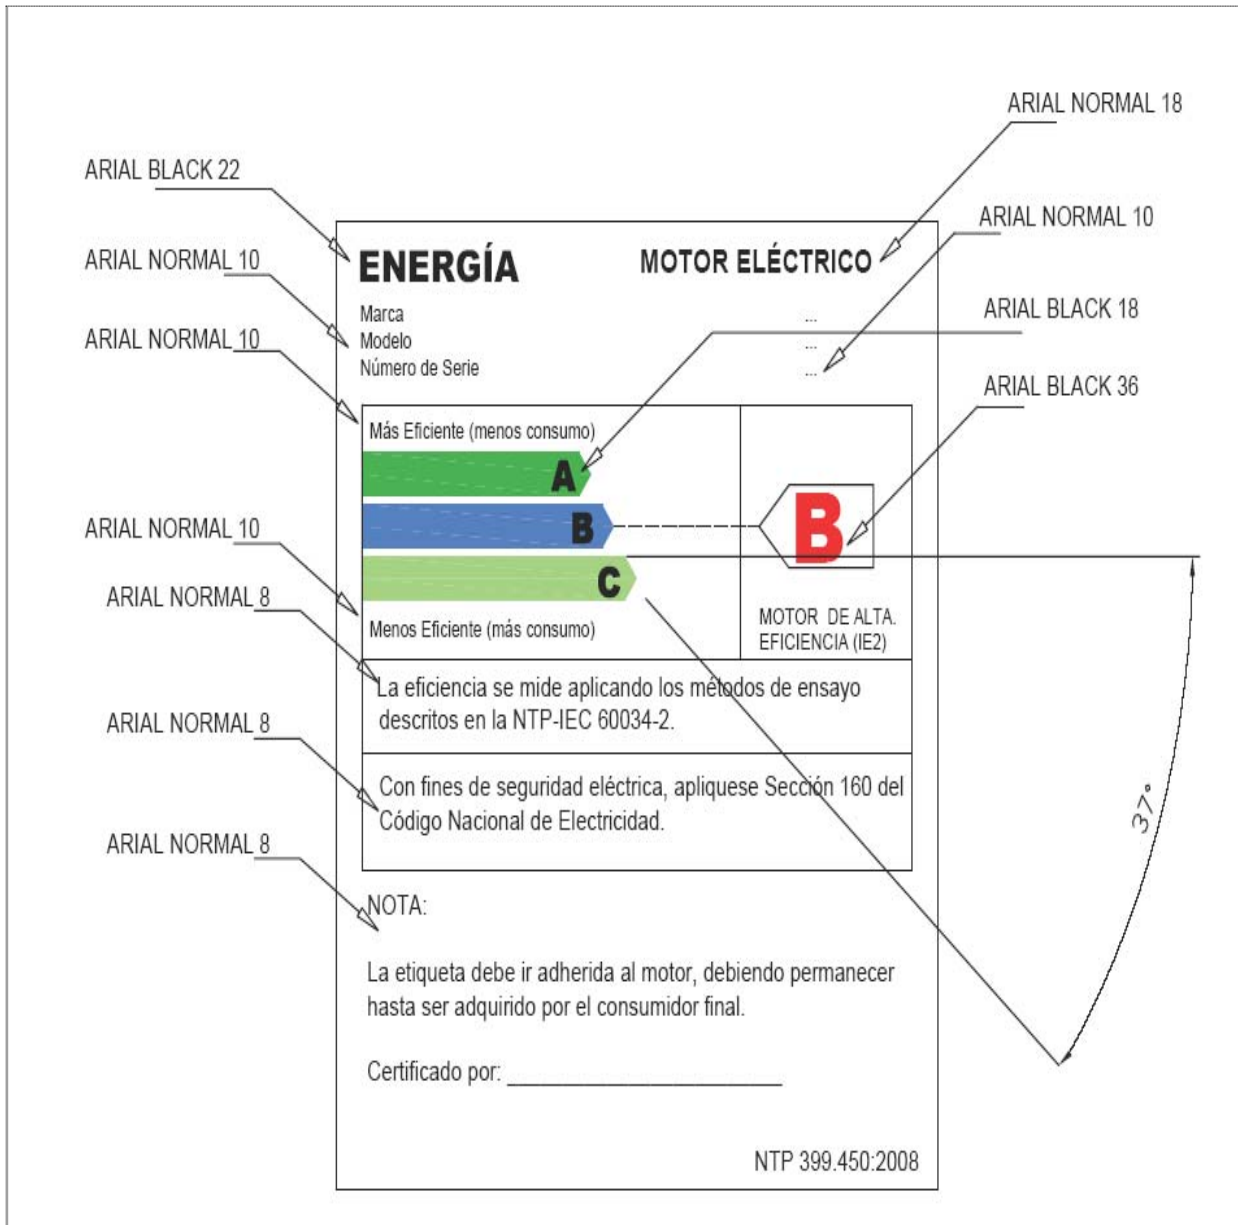 ARIAL NORMAL 18
ARIAL BLACK 22
ARIAL NORMAL 10
ARIAL NORMAL 10
ENERGÍA MOTOR ELÉCTRICO
Marca ...
ARIAL BLACK 18
ARIAL NORMAL 10
Modelo ...
Número de Serie ...
ARIAL BLACK 36
Más Eficiente (menos consumo)
A
B
B
ARIAL NORMAL 10
C
ARIAL NORMAL 8
Menos Eficiente (más consumo)
MOTOR DE ALTA.
EFICIENCIA (IE2)
La eficiencia se mide aplicando los métodos de ensayo
descritos en la NTP-IEC 60034-2.
ARIAL NORMAL 8
Con fines de seguridad eléctrica, apliquese Sección 160 del
Código Nacional de Electricidad.
37°
ARIAL NORMAL 8
NOTA:
La etiqueta debe ir adherida al motor, debiendo permanecer
hasta ser adquirido por el consumidor final.
Certificado por: ______________________
NTP 399.450:2008